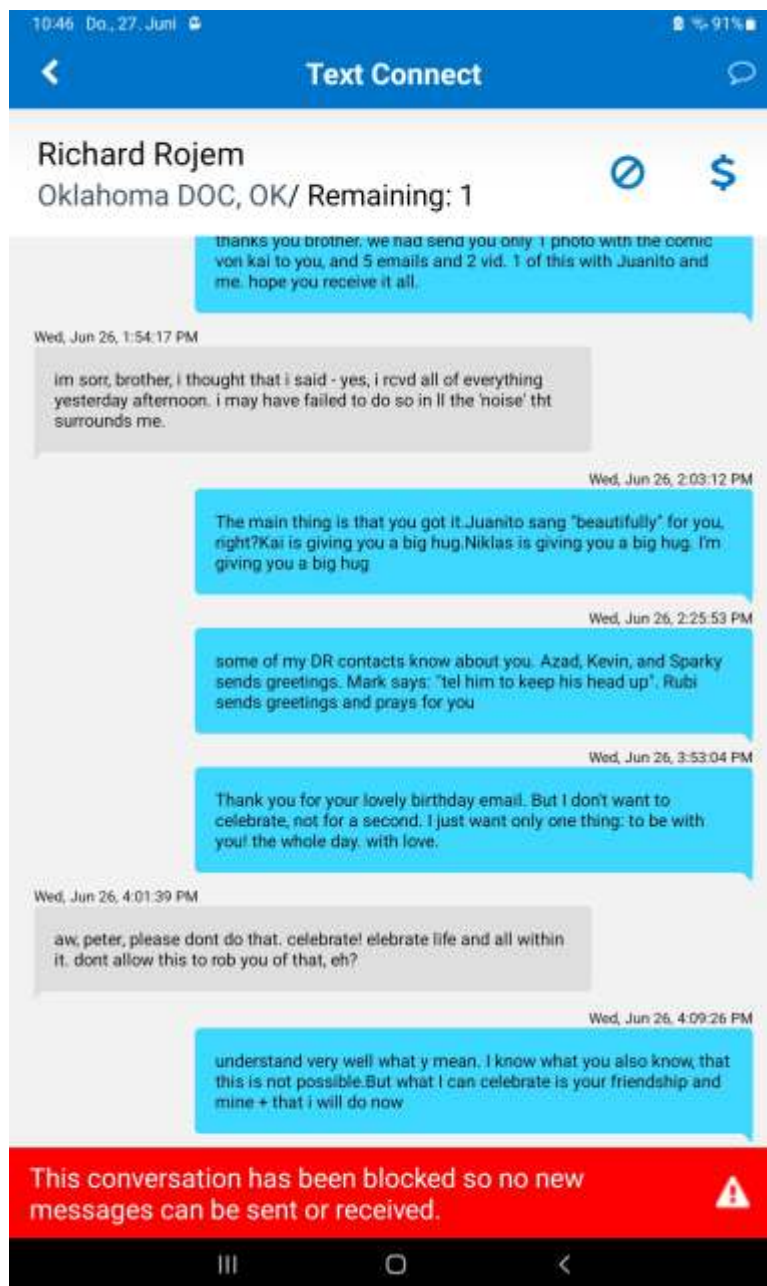 10:46 Do., 27. Juni
91%
Text Connect
Richard Rojem
Oklahoma DOC, OK/ Remaining: 1
thanks you brother. we had send you only 1 photo with the comic
von kai to you, and 5 emails and 2 vid. 1 of this with Juanito and
me. hope you receive it all.
Wed, Jun 26, 1:54:17 PM
im sorr, brother, i thought that i said - yes, i rcvd all of everything
yesterday afternoon. i may have failed to do so in ll the 'noise' tht
surrounds me.
Wed, Jun 26, 2:03:12 PM
The main thing is that you got it.Juanito sang "beautifully" for you,
right?Kai is giving you a big hug.Niklas is giving you a big hug. I'm
giving you a big hug
Wed, Jun 26, 2:25:53 PM
some of my DR contacts know about you. Azad, Kevin, and Sparky
sends greetings. Mark says: "tel him to keep his head up". Rubi
sends greetings and prays for you
Wed, Jun 26, 3:53:04 PM
Thank you for your lovely birthday email. But I don't want to
celebrate, not for a second. I just want only one thing: to be with
you! the whole day. with love.
Wed, Jun 26, 4:01:39 PM
aw, peter, please dont do that. celebrate! elebrate life and all within
it. dont allow this to rob you of that, eh?
Wed, Jun 26, 4:09:26 PM
understand very well what y mean. I know what you also know, that
this is not possible.But what I can celebrate is your friendship and
mine + that i will do now
This conversation has been blocked so no new
messages can be sent or received.